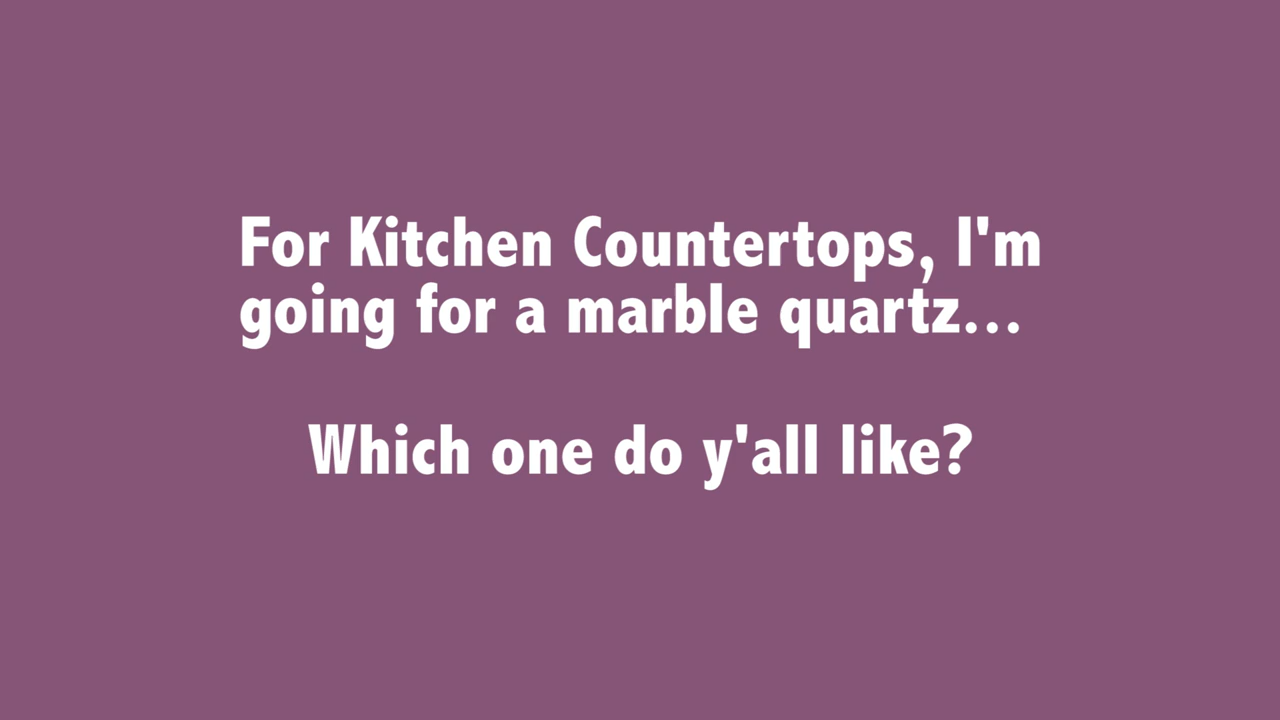 For Kitchen Countertops, I'm
going for a marble quartz...
Which one do y'all like?